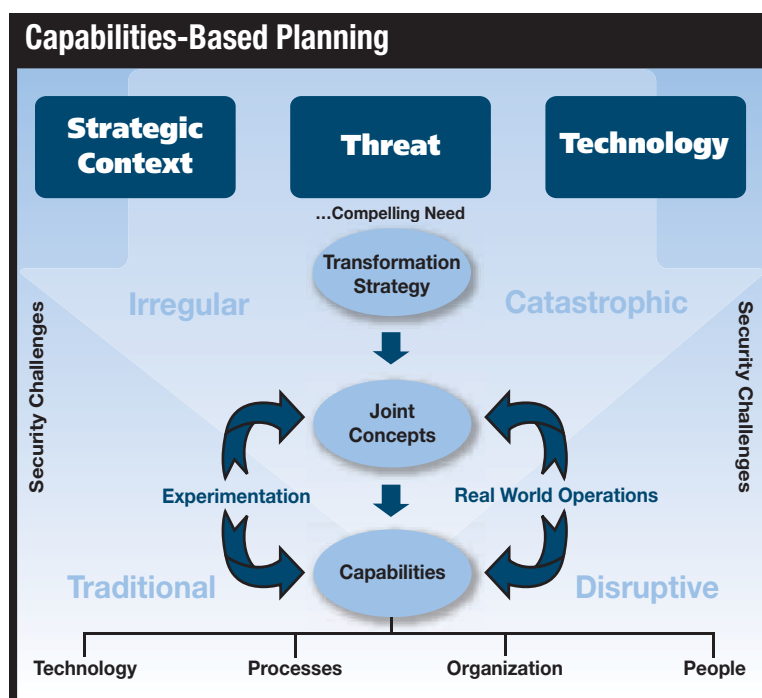 Capabilities-Based Planning
Strategic
Context
Threat
Technology
...Compelling Need
Transformation
Strategy
Irregular
Catastrophic
Security Challenges
Security Challenges
Joint
Concepts
Experimentation
Real World Operations
Capabilities
Traditional
Disruptive
Technology
Processes
Organization
People